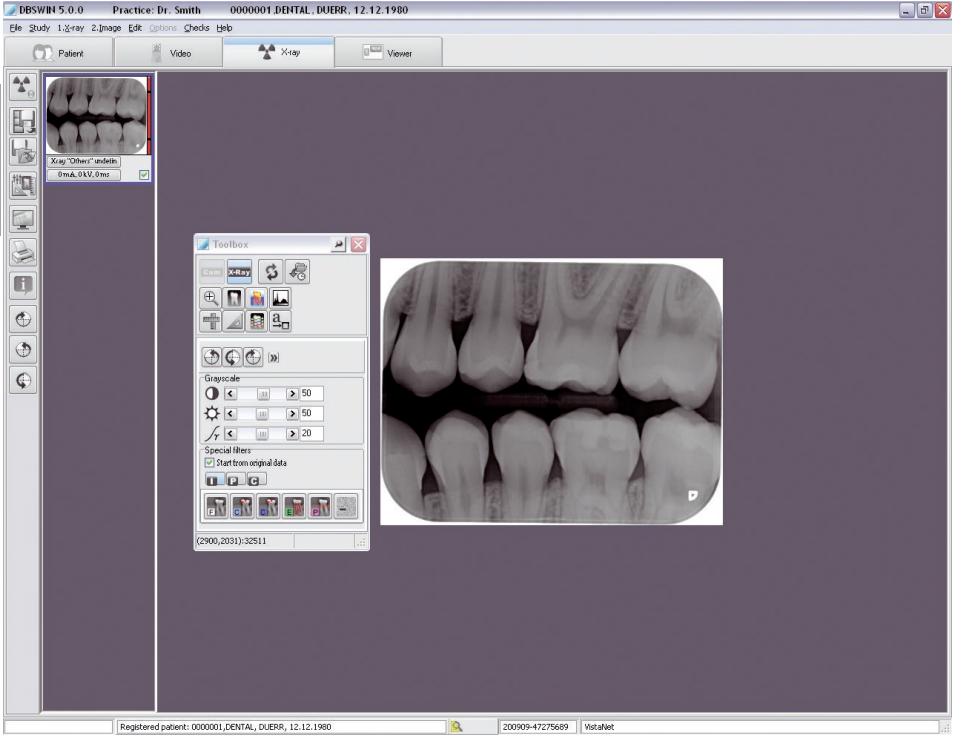 DBSWIN 5.0.0 Practice: Dr. Smith 0000001,DENTAL, DUERR, 12.12.1980
File Study 1.X-ray 2.Image Edit Options Checks Help
Patient Video X-ray Viewer
Xray "Others" undefin
0 mA, 0 kV, 0 ms
Toolbox
Cam X-Ray
a
Grayscale
50
50
20
Special filters
Start from original data
I P C
F C C E P
(2900,2031):32511
D
Registered patient: 0000001,DENTAL, DUERR, 12.12.1980 200909-47275689 VistaNet